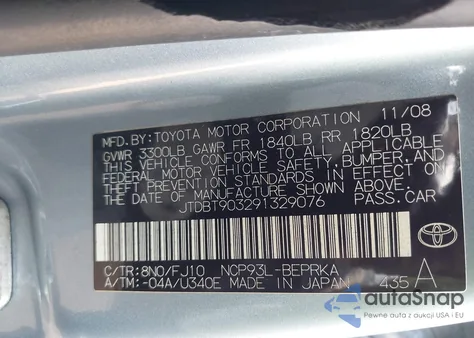 MFD.BY:TOYOTA MOTOR CORPORATION 11/08
GVWR 3300LB GAWR FR 1840LB RR 1820LB
THIS VEHICLE CONFORMS TO ALL APPLICABLE
FEDERAL MOTOR VEHICLE SAFETY, BUMPER, AND
THEFT PREVENTION STANDARDS IN EFFECT ON
THE DATE OF MANUFACTURE SHOWN ABOVE.
JTDBT903291329076 PASS.CAR
C/TR:8N0/FJ10 NCP93L-BEPRKA
A/TM:-04A/U340E MADE IN JAPAN 435 A
TOYOTA
autoSnap
Pewne auta z aukcji USA i EU